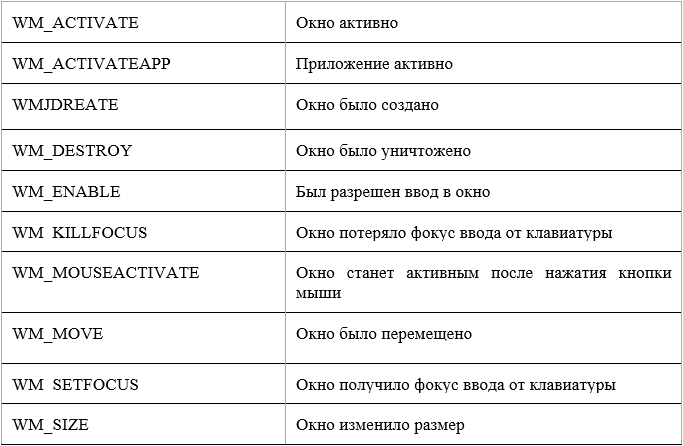 WM_ACTIVATE Окно активно
WM_ACTIVATEAPP Приложение активно
WMJDREATE Окно было создано
WM_DESTROY Окно было уничтожено
WM_ENABLE Был разрешен ввод в окно
WM KILLFOCUS Окно потеряло фокус ввода от клавиатуры
WM_MOUSEACTIVATE Окно станет активным после нажатия кнопки
мыши
WM_MOVE Окно было перемещено
WM SETFOCUS Окно получило фокус ввода от клавиатуры
WM_SIZE Окно изменило размер